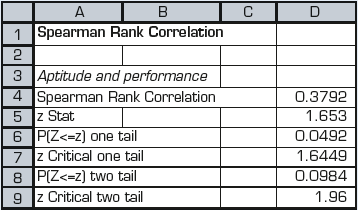 A B C D
1 Spearman Rank Correlation
2
3 Aptitude and performance
4 Spearman Rank Correlation 0.3792
5 z Stat 1.653
6 P(Z<=z) one tail 0.0492
7 z Critical one tail 1.6449
8 P(Z<=z) two tail 0.0984
9 z Critical two tail 1.96